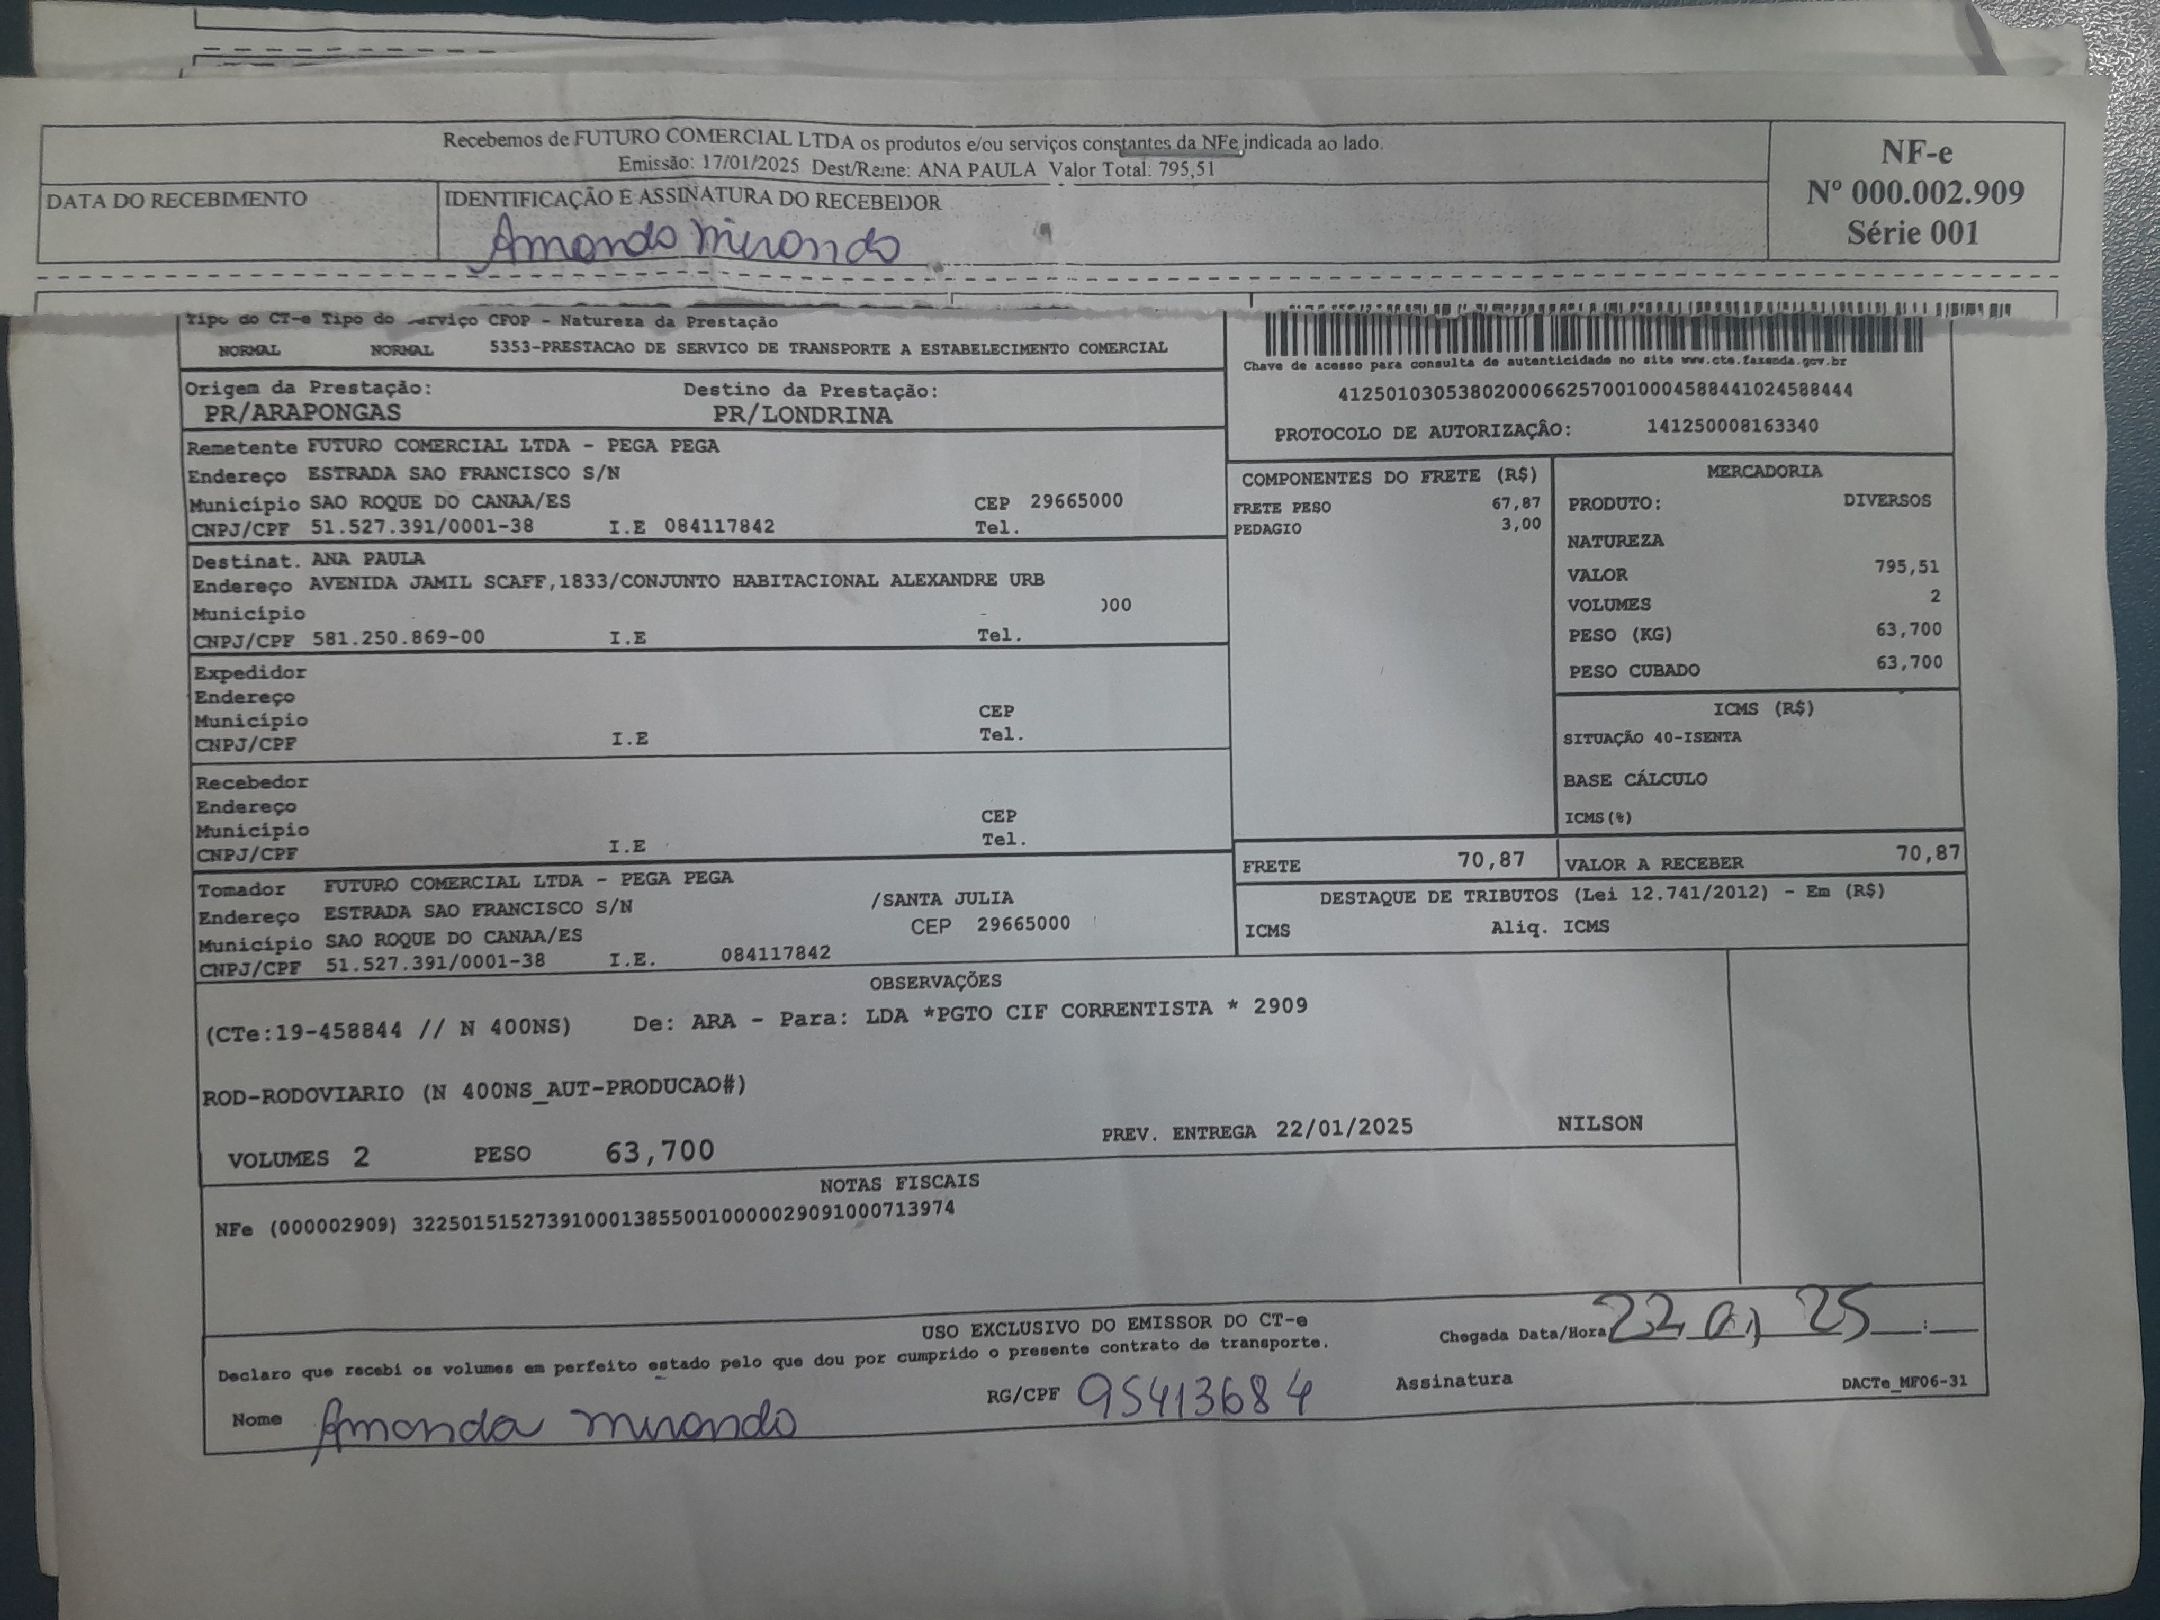 Recebemos de FUTURO COMERCIAL LTDA os produtos e/ou serviços constantes da NFe indicada ao lado.
Emissão: 17/01/2025 Dest/Reme: ANA PAULA Valor Total: 795,51
NF-e
Nº 000.002.909
Série 001
DATA DO RECEBIMENTO
IDENTIFICAÇÃO E ASSINATURA DO RECEBEDOR
Amanda Miranda
Tipo do CT-e Tipo do Serviço CFOP - Natureza da Prestação
NORMAL NORMAL 5353-PRESTACAO DE SERVICO DE TRANSPORTE A ESTABELECIMENTO COMERCIAL
Chave de acesso para consulta de autenticidade no site www.cte.fazenda.gov.br
41250103053802000662570010004588441024588444
PROTOCOLO DE AUTORIZAÇÃO: 141250008163340
Origem da Prestação: Destino da Prestação:
PR/ARAPONGAS PR/LONDRINA
Remetente FUTURO COMERCIAL LTDA - PEGA PEGA
Endereço ESTRADA SAO FRANCISCO S/N
Município SAO ROQUE DO CANAA/ES CEP 29665000
CNPJ/CPF 51.527.391/0001-38 I.E 084117842 Tel.
Destinat. ANA PAULA
Endereço AVENIDA JAMIL SCAFF,1833/CONJUNTO HABITACIONAL ALEXANDRE URB
Município 000
CNPJ/CPF 581.250.869-00 I.E Tel.
Expedidor
Endereço
Município CEP
CNPJ/CPF I.E Tel.
Recebedor
Endereço
Município CEP
CNPJ/CPF I.E Tel.
Tomador FUTURO COMERCIAL LTDA - PEGA PEGA
Endereço ESTRADA SAO FRANCISCO S/N /SANTA JULIA
Município SAO ROQUE DO CANAA/ES CEP 29665000
CNPJ/CPF 51.527.391/0001-38 I.E. 084117842
COMPONENTES DO FRETE (R$)
FRETE PESO 67,87
PEDAGIO 3,00
MERCADORIA
PRODUTO: DIVERSOS
NATUREZA
VALOR 795,51
VOLUMES 2
PESO (KG) 63,700
PESO CUBADO 63,700
ICMS (R$)
SITUAÇÃO 40-ISENTA
BASE CÁLCULO
ICMS(%)
FRETE 70,87 VALOR A RECEBER 70,87
DESTAQUE DE TRIBUTOS (Lei 12.741/2012) - Em (R$)
ICMS Aliq. ICMS
OBSERVAÇÕES
(CTe:19-458844 // N 400NS) De: ARA - Para: LDA *PGTO CIF CORRENTISTA * 2909
ROD-RODOVIARIO (N 400NS_AUT-PRODUCAO#)
VOLUMES 2 PESO 63,700 PREV. ENTREGA 22/01/2025 NILSON
NOTAS FISCAIS
NFe (000002909) 32250151527391000138550010000029091000713974
USO EXCLUSIVO DO EMISSOR DO CT-e
Declaro que recebi os volumes em perfeito estado pelo que dou por cumprido o presente contrato de transporte.
Chegada Data/Hora 22 01 25 :
Nome Amanda miranda RG/CPF 95413684 Assinatura
DACTe_MF06-31